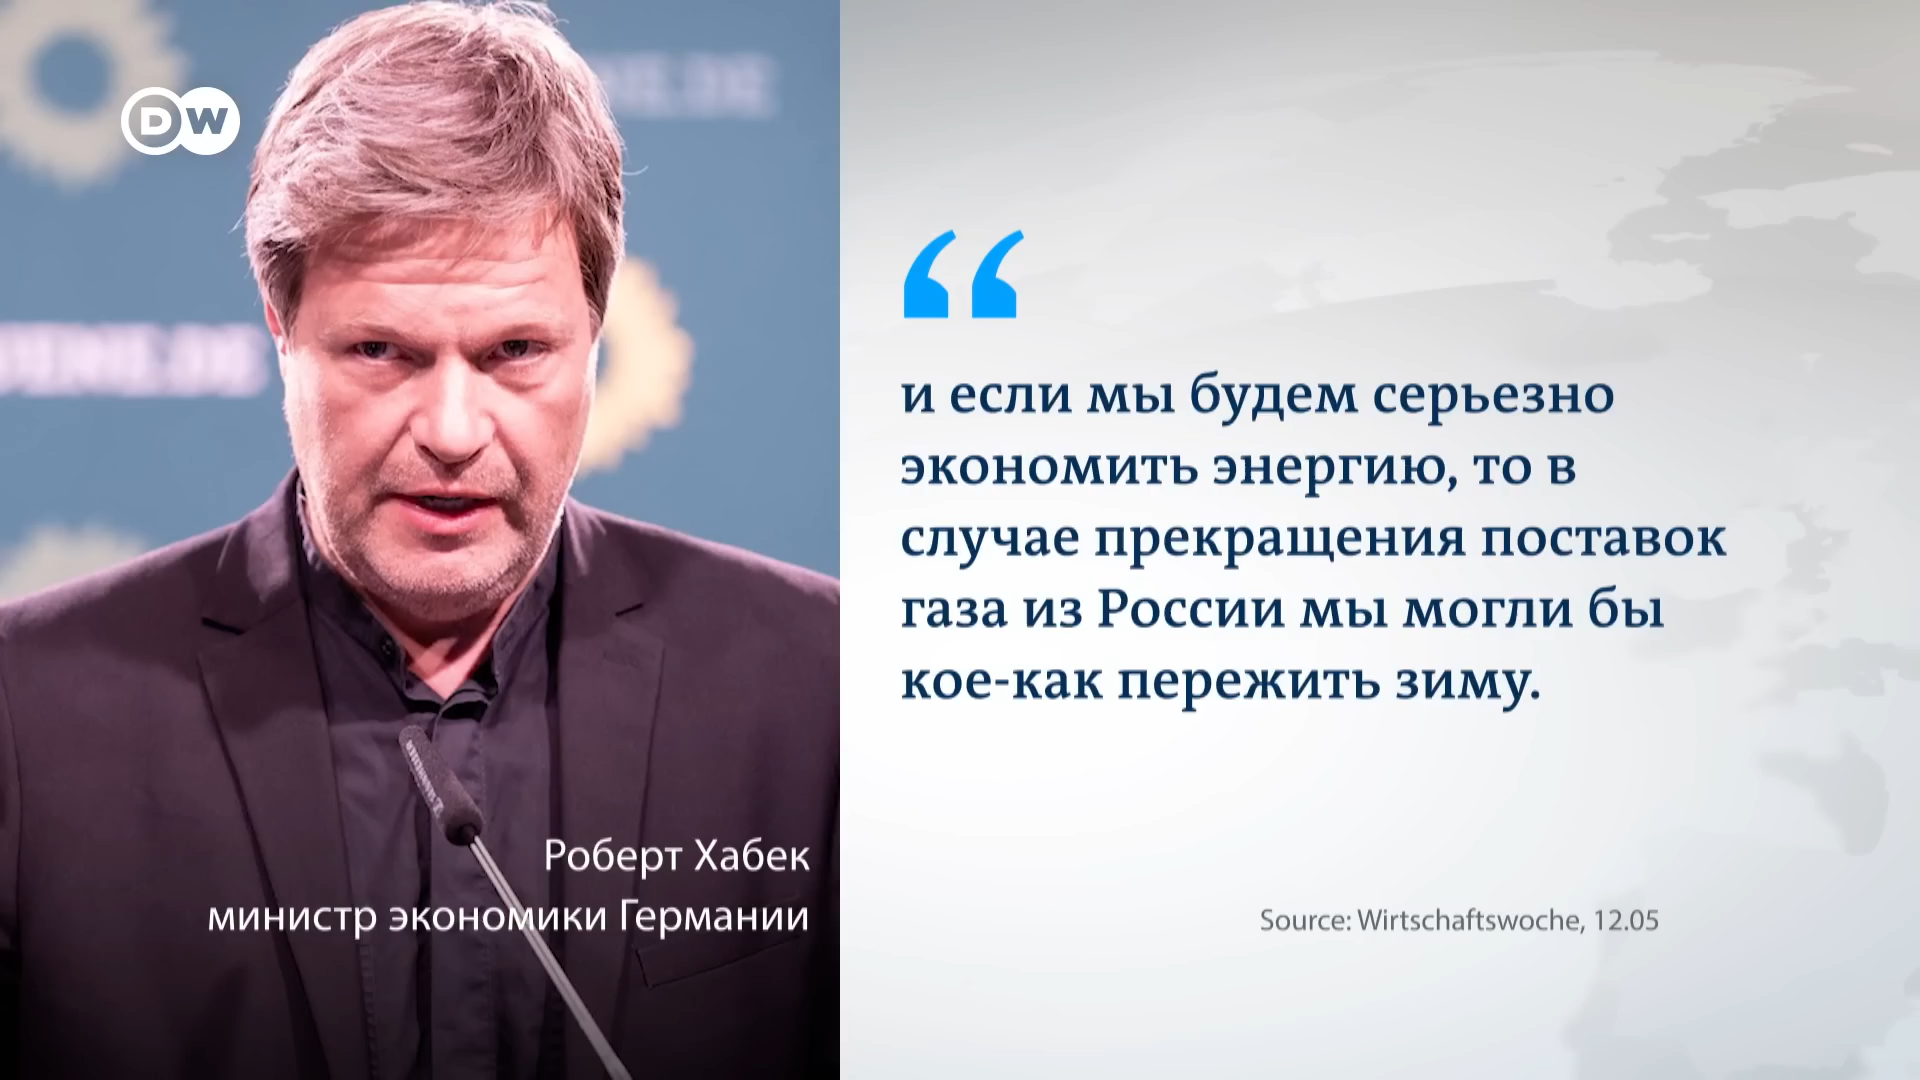 DW
и если мы будем серьезно
экономить энергию, то в
случае прекращения поставок
газа из России мы могли бы
кое-как пережить зиму.
Роберт Хабек
министр экономики Германии
Source: Wirtschaftswoche, 12.05